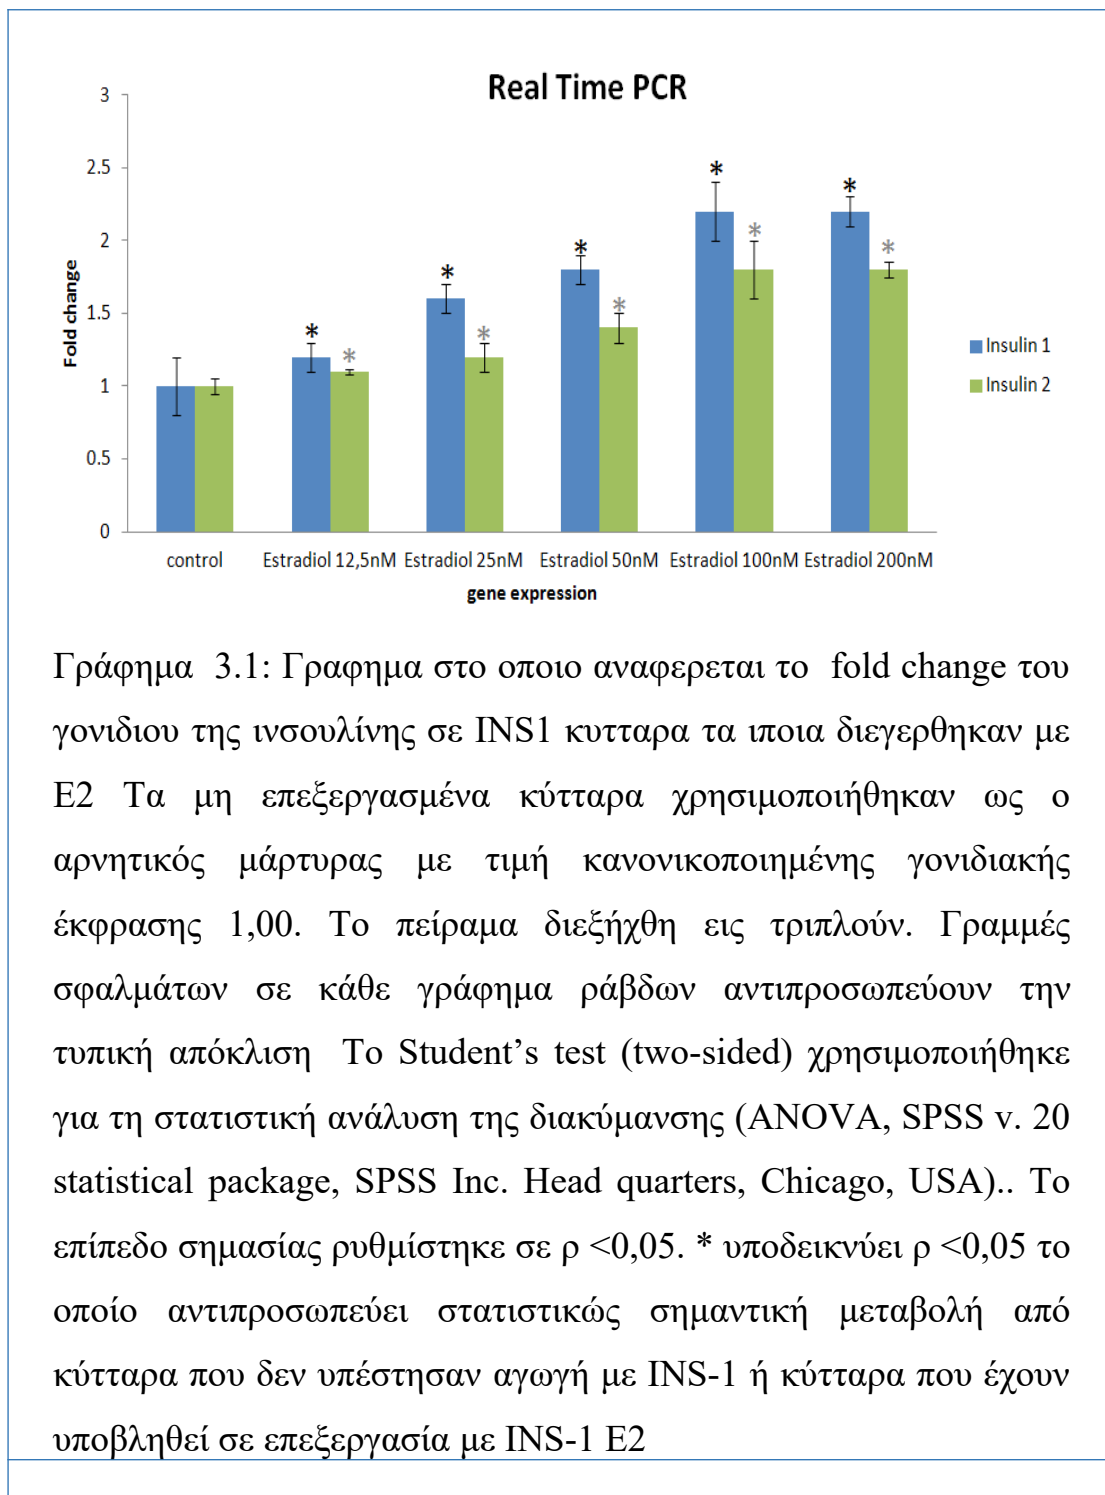 Real Time PCR
3
2.5
2
1.5
1
0.5
0
Fold change
* * * * *
* * * * *
Insulin 1
Insulin 2
control Estradiol 12,5nM Estradiol 25nM Estradiol 50nM Estradiol 100nM Estradiol 200nM
gene expression
Γράφημα 3.1: Γραφημα στο οποιο αναφερεται το fold change του
γονιδιου της ινσουλίνης σε INS1 κυτταρα τα ιποια διεγερθηκαν με
E2 Τα μη επεξεργασμένα κύτταρα χρησιμοποιήθηκαν ως ο
αρνητικός μάρτυρας με τιμή κανονικοποιημένης γονιδιακής
έκφρασης 1,00. Το πείραμα διεξήχθη εις τριπλούν. Γραμμές
σφαλμάτων σε κάθε γράφημα ράβδων αντιπροσωπεύουν την
τυπική απόκλιση Το Student’s test (two-sided) χρησιμοποιήθηκε
για τη στατιστική ανάλυση της διακύμανσης (ANOVA, SPSS v. 20
statistical package, SPSS Inc. Head quarters, Chicago, USA).. Το
επίπεδο σημασίας ρυθμίστηκε σε ρ <0,05. * υποδεικνύει ρ <0,05 το
οποίο αντιπροσωπεύει στατιστικώς σημαντική μεταβολή από
κύτταρα που δεν υπέστησαν αγωγή με INS-1 ή κύτταρα που έχουν
υποβληθεί σε επεξεργασία με INS-1 E2